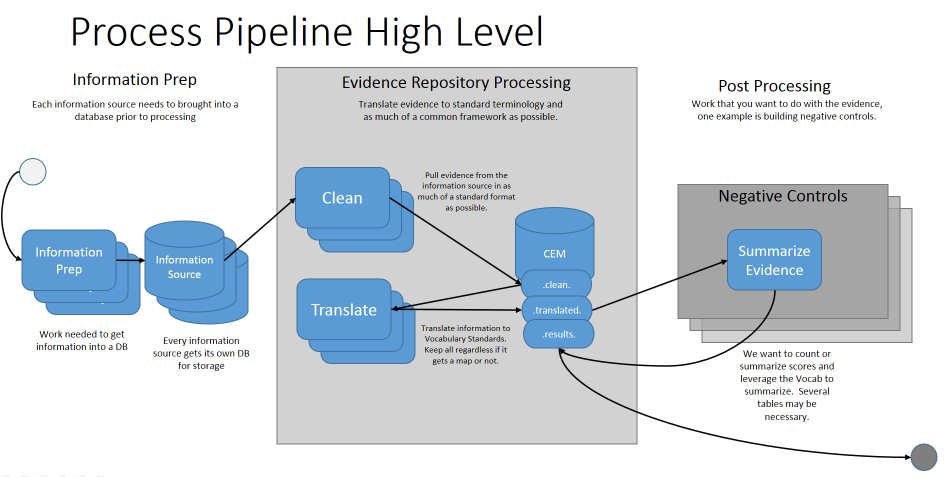 Process Pipeline High Level
Information Prep
Each information source needs to brought into a
database prior to processing
Information
Prep
Work needed to get
information into a DB
Information
Source
Every information
source gets its own DB
for storage
Evidence Repository Processing
Translate evidence to standard terminology and
as much of a common framework as possible.
Clean
Pull evidence from the
information source in as
much of a standard format
as possible.
CEM
.clean.
.translated.
.results.
Translate
Translate information to
Vocabulary Standards.
Keep all regardless if it
gets a map or not.
Post Processing
Work that you want to do with the evidence,
one example is building negative controls.
Negative Controls
Summarize
Evidence
We want to count or
summarize scores and
leverage the Vocab to
summarize. Several
tables may be
necessary.